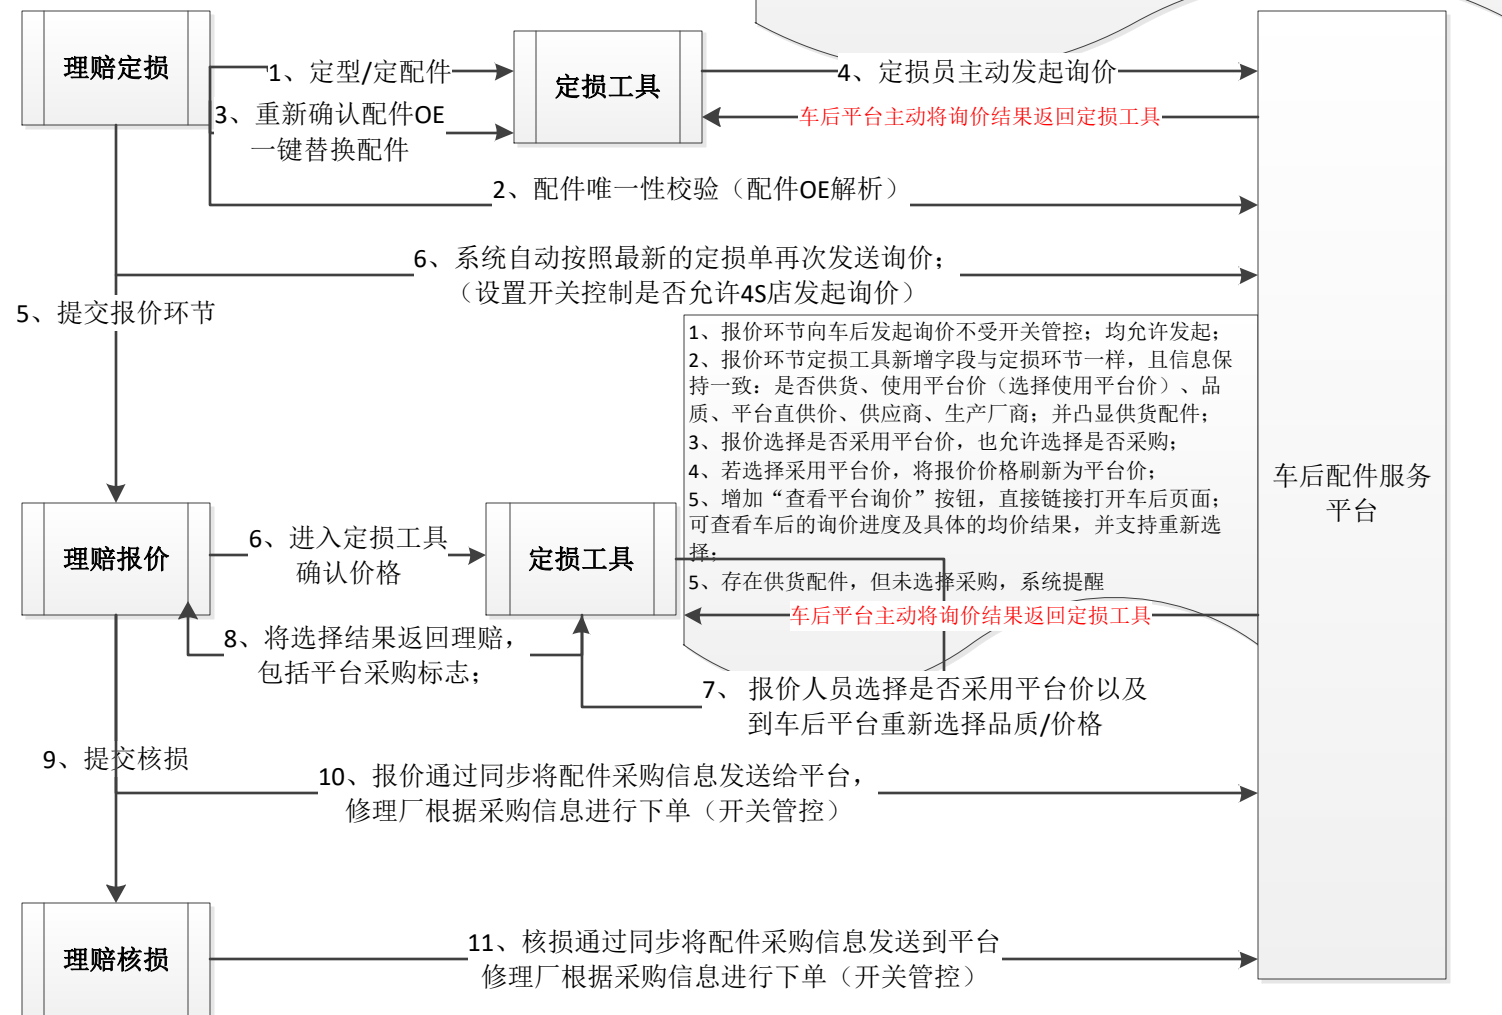 理赔定损
1、定型/定配件
定损工具
4、定损员主动发起询价
3、重新确认配件OE
一键替换配件
车后平台主动将询价结果返回定损工具
2、配件唯一性校验（配件OE解析）
6、系统自动按照最新的定损单再次发送询价；
（设置开关控制是否允许4S店发起询价）
5、提交报价环节
1、报价环节向车后发起询价不受开关管控；均允许发起；
2、报价环节定损工具新增字段与定损环节一样，且信息保
持一致：是否供货、使用平台价（选择使用平台价）、品
质、平台直供价、供应商、生产厂商；并凸显供货配件；
3、报价选择是否采用平台价，也允许选择是否采购；
4、若选择采用平台价，将报价价格刷新为平台价；
5、增加“查看平台询价”按钮，直接链接打开车后页面；
可查看车后的询价进度及具体的均价结果，并支持重新选
择；
5、存在供货配件，但未选择采购，系统提醒
车后配件服务
平台
理赔报价
6、进入定损工具
确认价格
定损工具
车后平台主动将询价结果返回定损工具
8、将选择结果返回理赔，
包括平台采购标志；
7、 报价人员选择是否采用平台价以及
到车后平台重新选择品质/价格
9、提交核损
10、报价通过同步将配件采购信息发送给平台，
修理厂根据采购信息进行下单（开关管控）
理赔核损
11、核损通过同步将配件采购信息发送到平台
修理厂根据采购信息进行下单（开关管控）